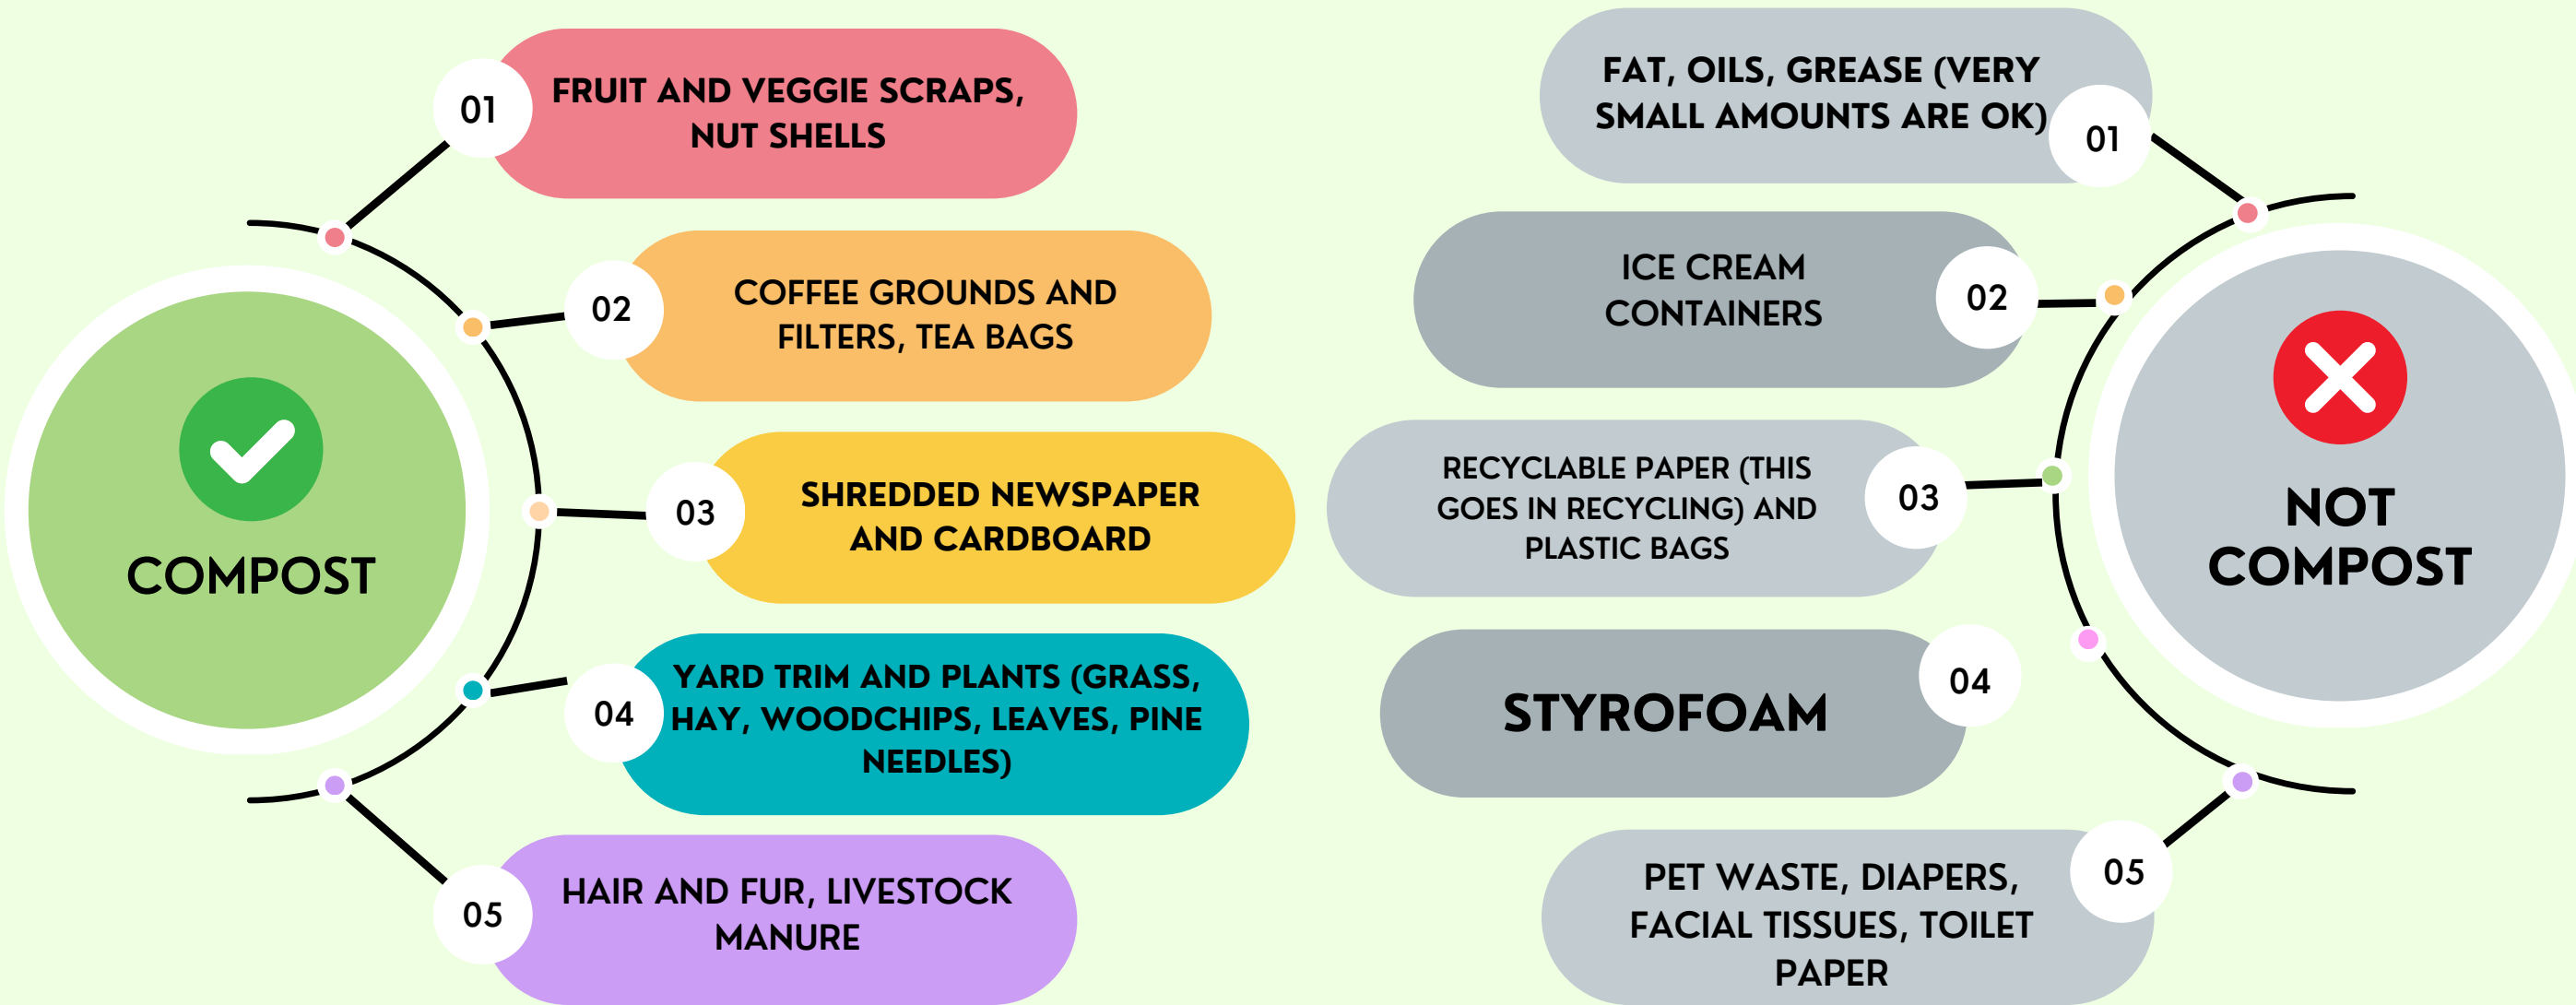 COMPOST
01
FRUIT AND VEGGIE SCRAPS,
NUT SHELLS
02
COFFEE GROUNDS AND
FILTERS, TEA BAGS
03
SHREDDED NEWSPAPER
AND CARDBOARD
04
YARD TRIM AND PLANTS (GRASS,
HAY, WOODCHIPS, LEAVES, PINE
NEEDLES)
05
HAIR AND FUR, LIVESTOCK
MANURE
NOT
COMPOST
FAT, OILS, GREASE (VERY
SMALL AMOUNTS ARE OK)
01
ICE CREAM
CONTAINERS
02
RECYCLABLE PAPER (THIS
GOES IN RECYCLING) AND
PLASTIC BAGS
03
STYROFOAM
04
PET WASTE, DIAPERS,
FACIAL TISSUES, TOILET
PAPER
05